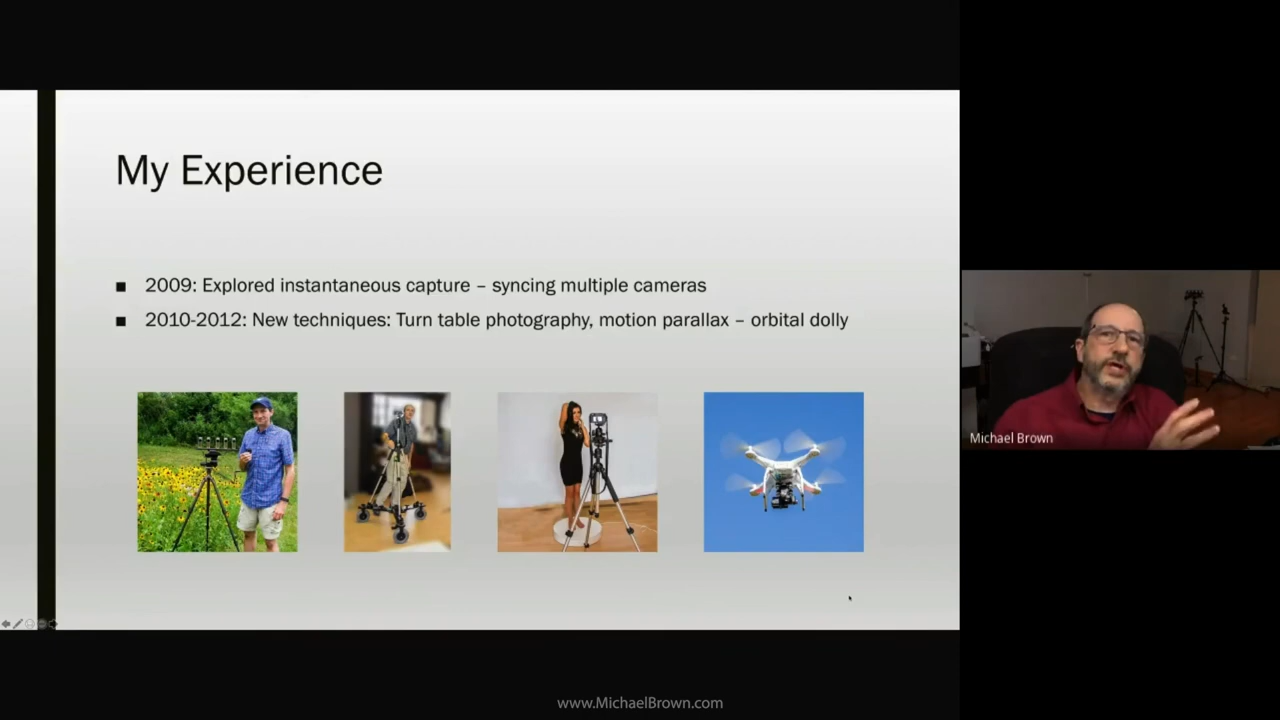 My Experience
■ 2009: Explored instantaneous capture – syncing multiple cameras
■ 2010-2012: New techniques: Turn table photography, motion parallax – orbital dolly
Michael Brown
www.MichaelBrown.com